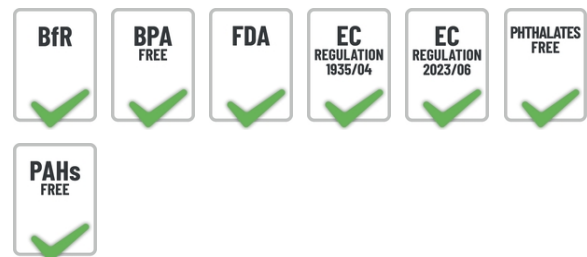 BfR
BPA
FREE
FDA
EC
REGULATION
1935/04
EC
REGULATION
2023/06
PHTHALATES
FREE
PAHs
FREE